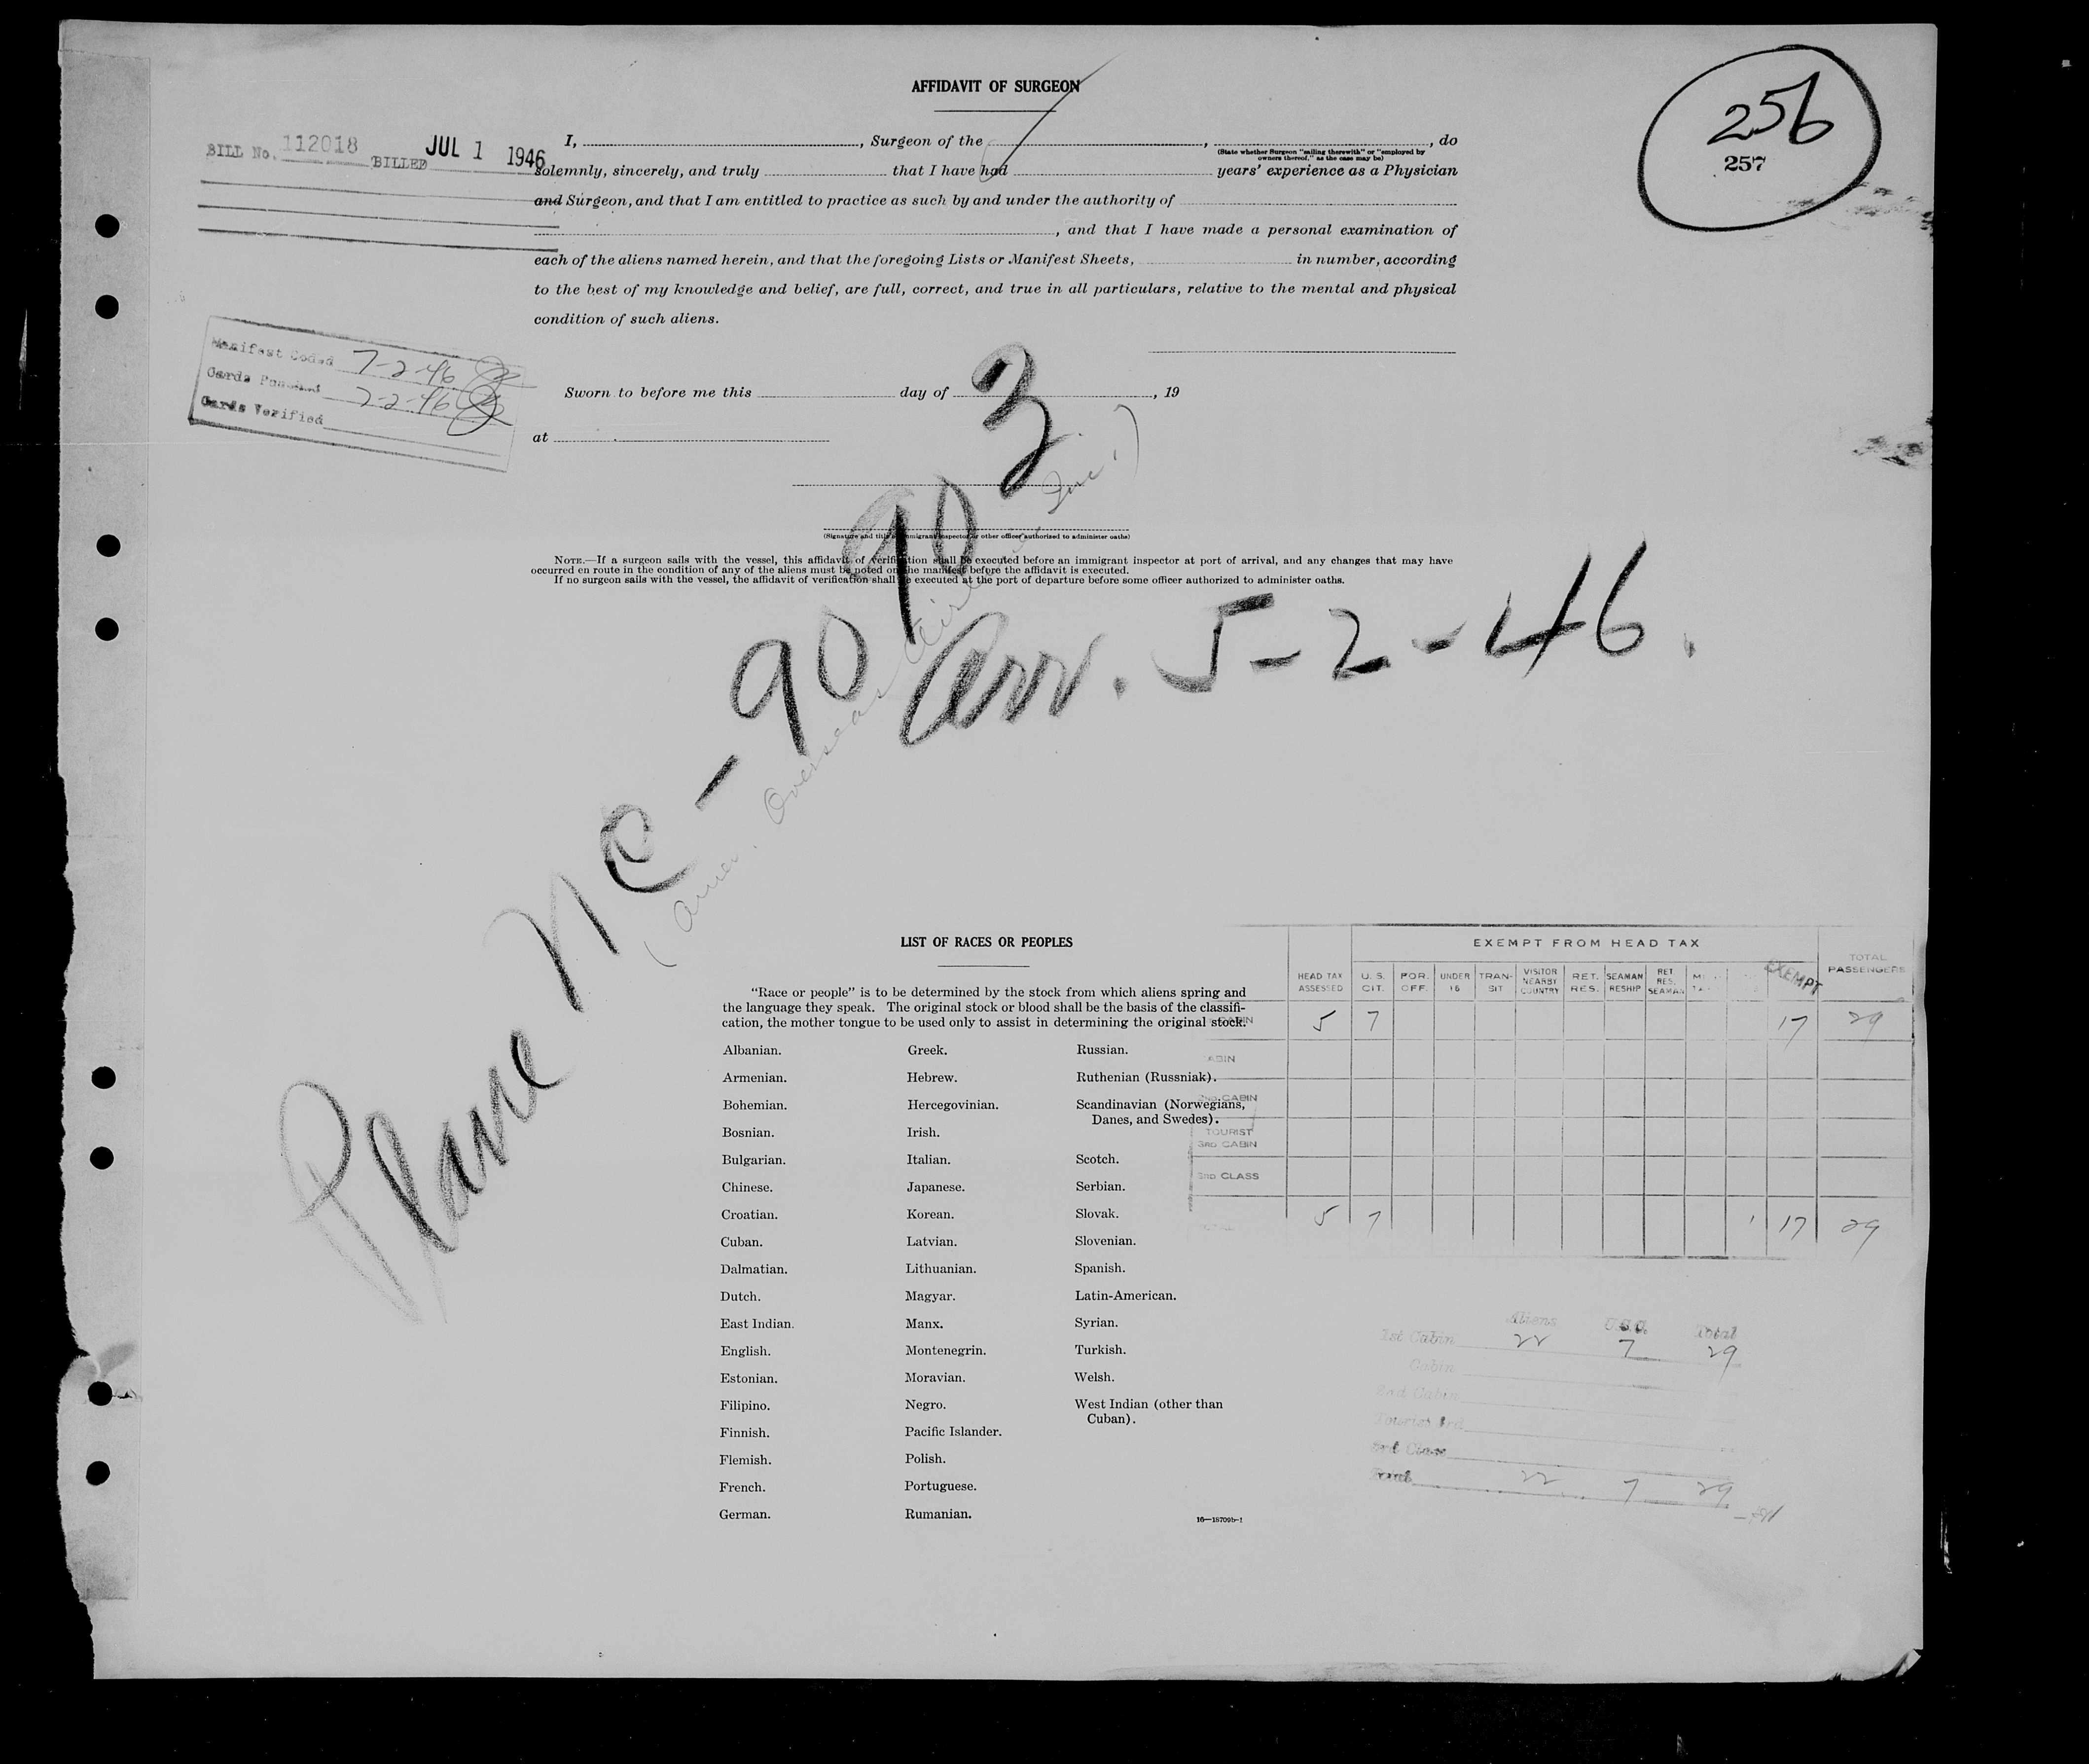 AFFIDAVIT OF SURGEON
256
257
BILL No. 112018 BILLED JUL 1 1946
I, , Surgeon of the , , do
(State whether Surgeon "sailing therewith" or "employed by
owners thereof," as the case may be)
solemnly, sincerely, and truly that I have had years' experience as a Physician
and Surgeon, and that I am entitled to practice as such by and under the authority of
, and that I have made a personal examination of
each of the aliens named herein, and that the foregoing Lists or Manifest Sheets, in number, according
to the best of my knowledge and belief, are full, correct, and true in all particulars, relative to the mental and physical
condition of such aliens.
Manifest Coded 7-2-46
Cards Punched 7-2-46
Cards Verified
Sworn to before me this day of , 19
at
(Signature and title of immigrant inspector or other officer authorized to administer oaths)
NOTE.—If a surgeon sails with the vessel, this affidavit of verification shall be executed before an immigrant inspector at port of arrival, and any changes that may have
occurred en route in the condition of any of the aliens must be noted on the manifest before the affidavit is executed.
If no surgeon sails with the vessel, the affidavit of verification shall be executed at the port of departure before some officer authorized to administer oaths.
Plane NC-90903
(Amer. Overseas Airlines Inc.)
Arr. 5-2-46.
LIST OF RACES OR PEOPLES
"Race or people" is to be determined by the stock from which aliens spring and
the language they speak. The original stock or blood shall be the basis of the classifi-
cation, the mother tongue to be used only to assist in determining the original stock.
Albanian. Greek. Russian.
Armenian. Hebrew. Ruthenian (Russniak).
Bohemian. Hercegovinian. Scandinavian (Norwegians,
Danes, and Swedes).
Bosnian. Irish.
Bulgarian. Italian. Scotch.
Chinese. Japanese. Serbian.
Croatian. Korean. Slovak.
Cuban. Latvian. Slovenian.
Dalmatian. Lithuanian. Spanish.
Dutch. Magyar. Latin-American.
East Indian. Manx. Syrian.
English. Montenegrin. Turkish.
Estonian. Moravian. Welsh.
Filipino. Negro. West Indian (other than
Cuban).
Finnish. Pacific Islander.
Flemish. Polish.
French. Portuguese.
German. Rumanian.
16—18709b-1
EXEMPT FROM HEAD TAX
HEAD TAX ASSESSED U. S. CIT. FOR. OFF. UNDER 16 TRAN-SIT VISITOR NEARBY COUNTRY RET. RES. SEAMAN RESHIP RET RES. SEAMAN EXEMPT TOTAL PASSENGERS
CABIN 5 7 17 29
CABIN
2ND CABIN
TOURIST
3RD CABIN
3RD CLASS
5 7 17 29
Aliens U.S.C. Total
1st Cabin 22 7 29
Cabin
2nd Cabin
Tourist 3rd
3rd Class
Total 22 7 29